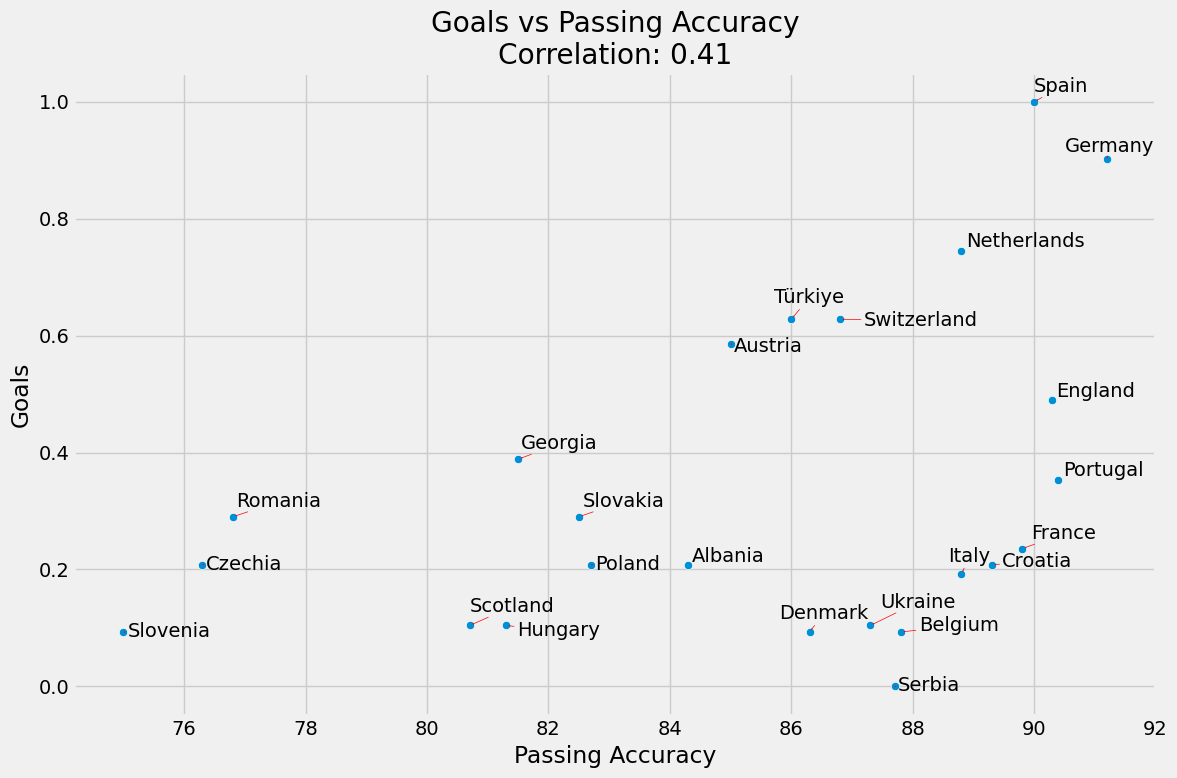 Goals vs Passing Accuracy
Correlation: 0.41
Goals
1.0
0.8
0.6
0.4
0.2
0.0
Spain
Germany
Netherlands
Türkiye
Switzerland
Austria
England
Georgia
Portugal
Romania
Slovakia
France
Italy
Croatia
Czechia
Poland
Albania
Scotland
Ukraine
Denmark
Hungary
Belgium
Slovenia
Serbia
76
78
80
82
84
86
88
90
92
Passing Accuracy